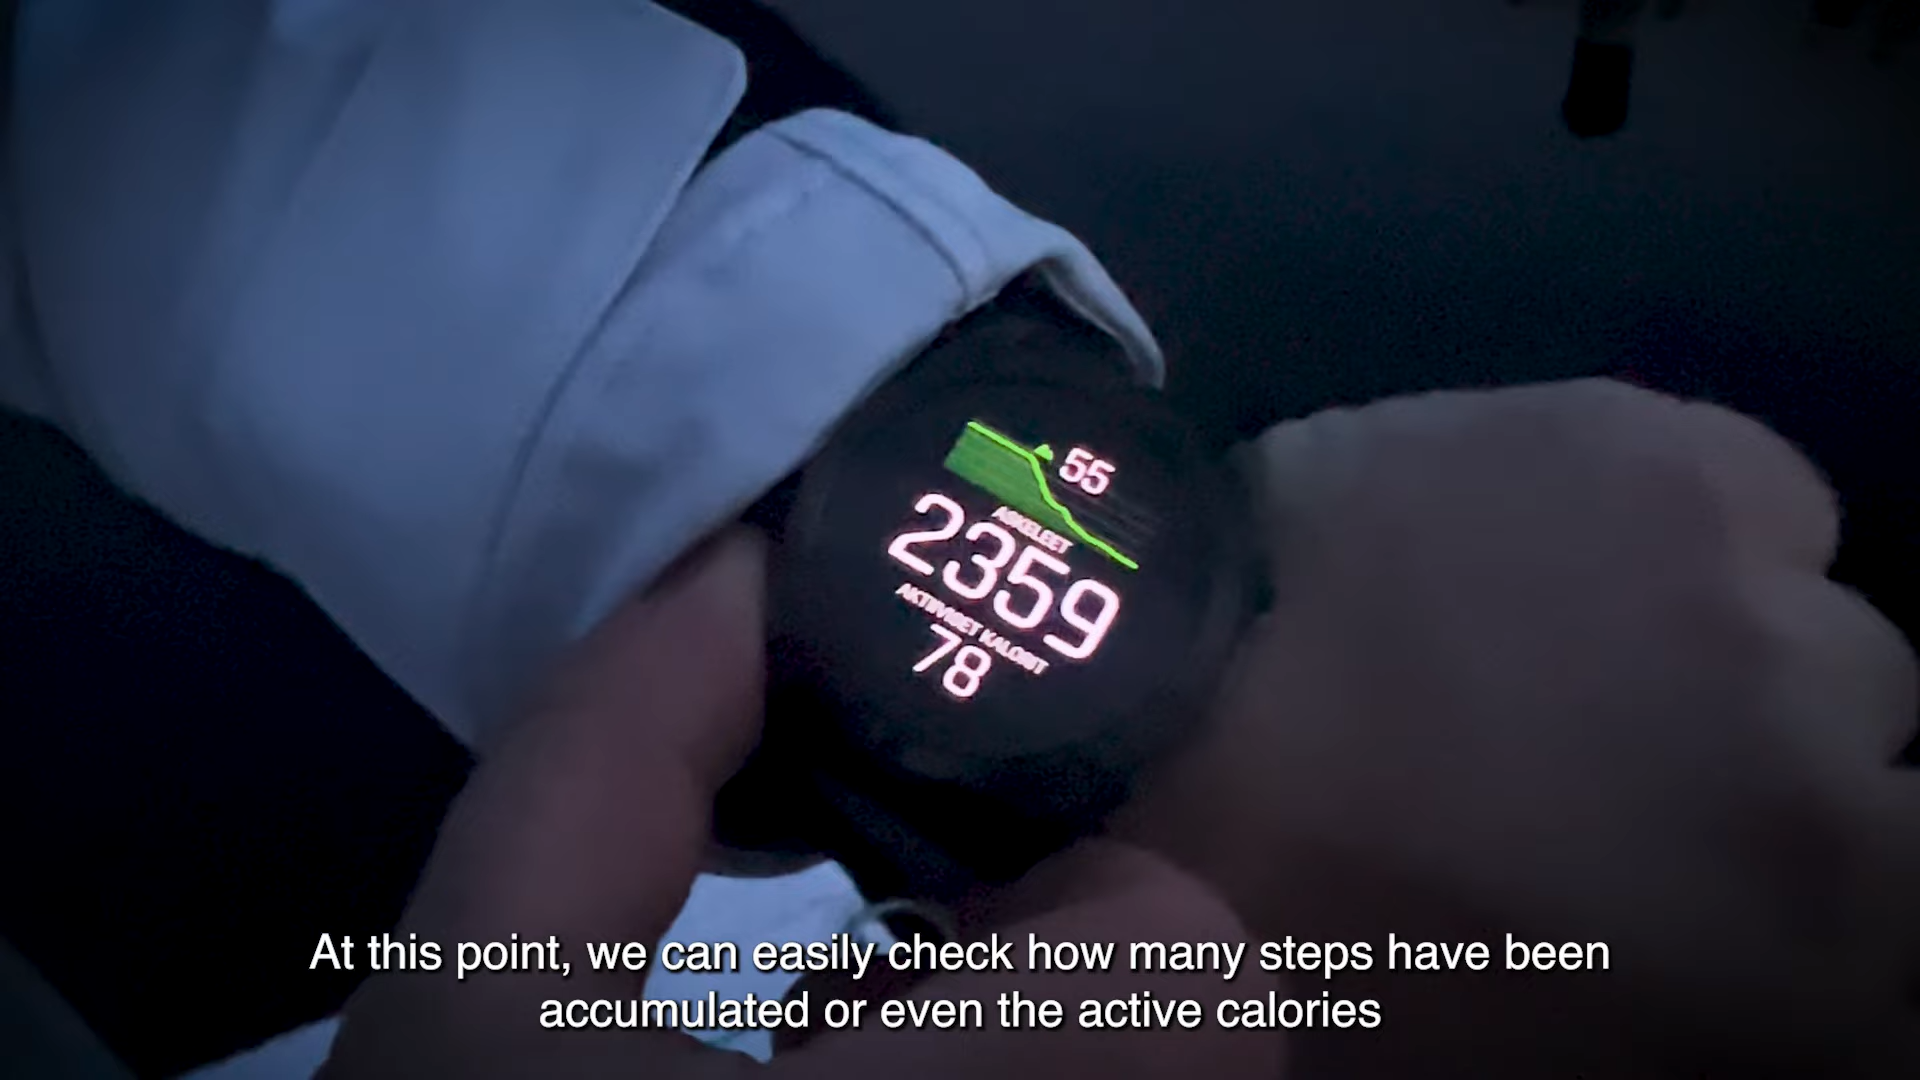 55
ASKELEET
2359
AKTIIVISET KALORIT
78
At this point, we can easily check how many steps have been
accumulated or even the active calories